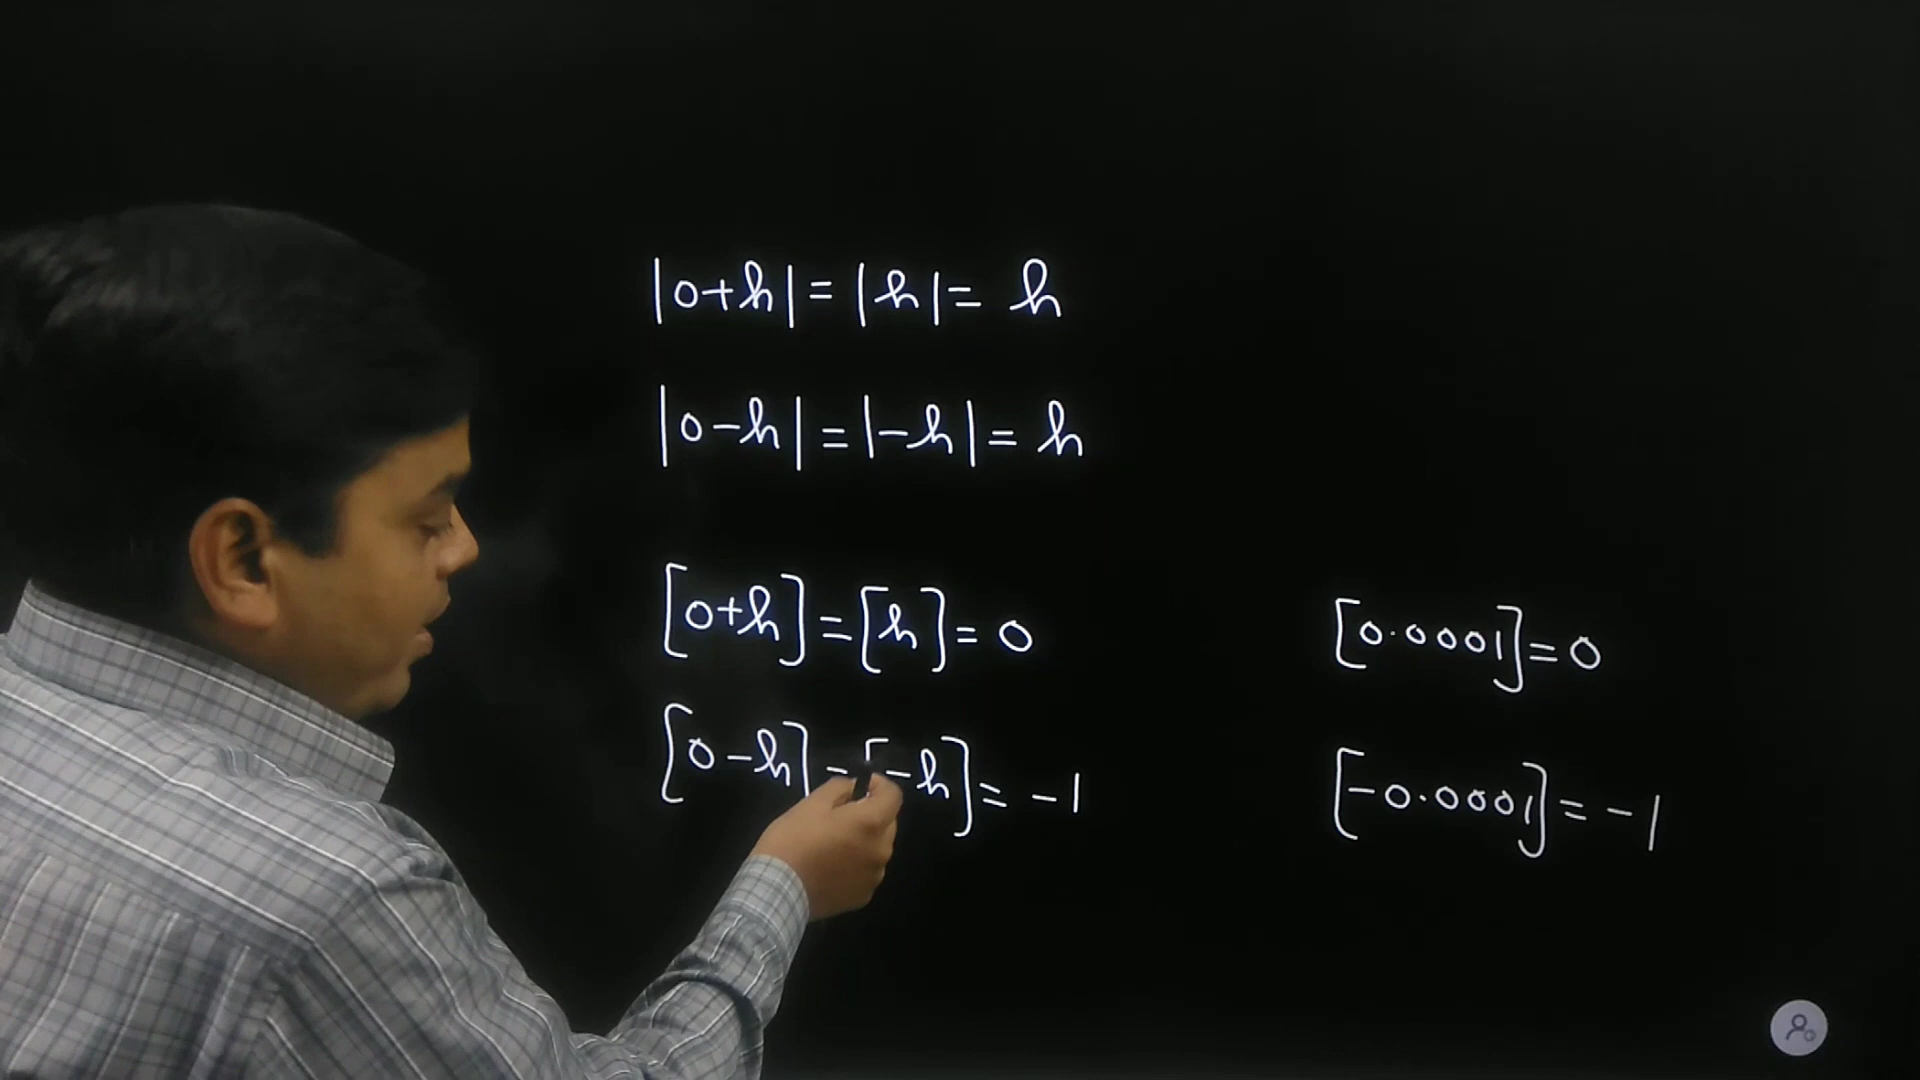 |0+h| = |h| = h
|0-h| = |-h| = h
[0+h] = [h] = 0
[0.0001] = 0
[0-h] = [-h] = -1
[-0.0001] = -1